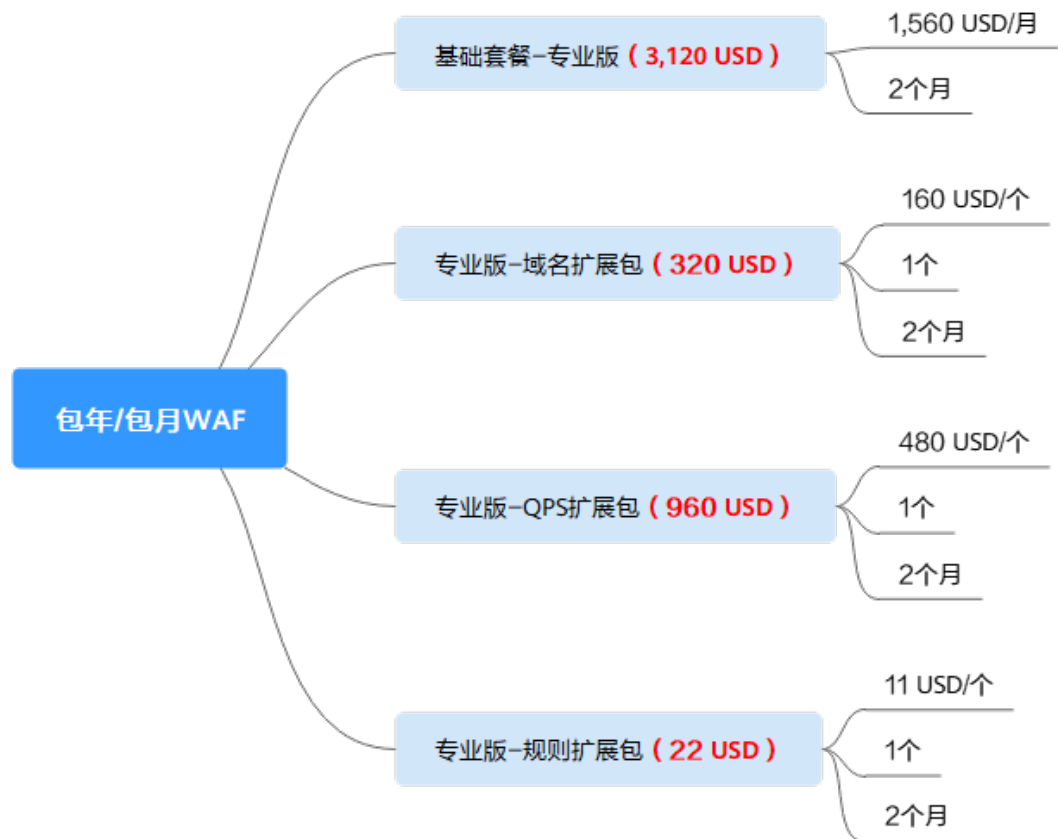 包年/包月WAF
基础套餐-专业版（3,120 USD）
1,560 USD/月
2个月
专业版-域名扩展包（320 USD）
160 USD/个
1个
2个月
专业版-QPS扩展包（960 USD）
480 USD/个
1个
2个月
专业版-规则扩展包（22 USD）
11 USD/个
1个
2个月